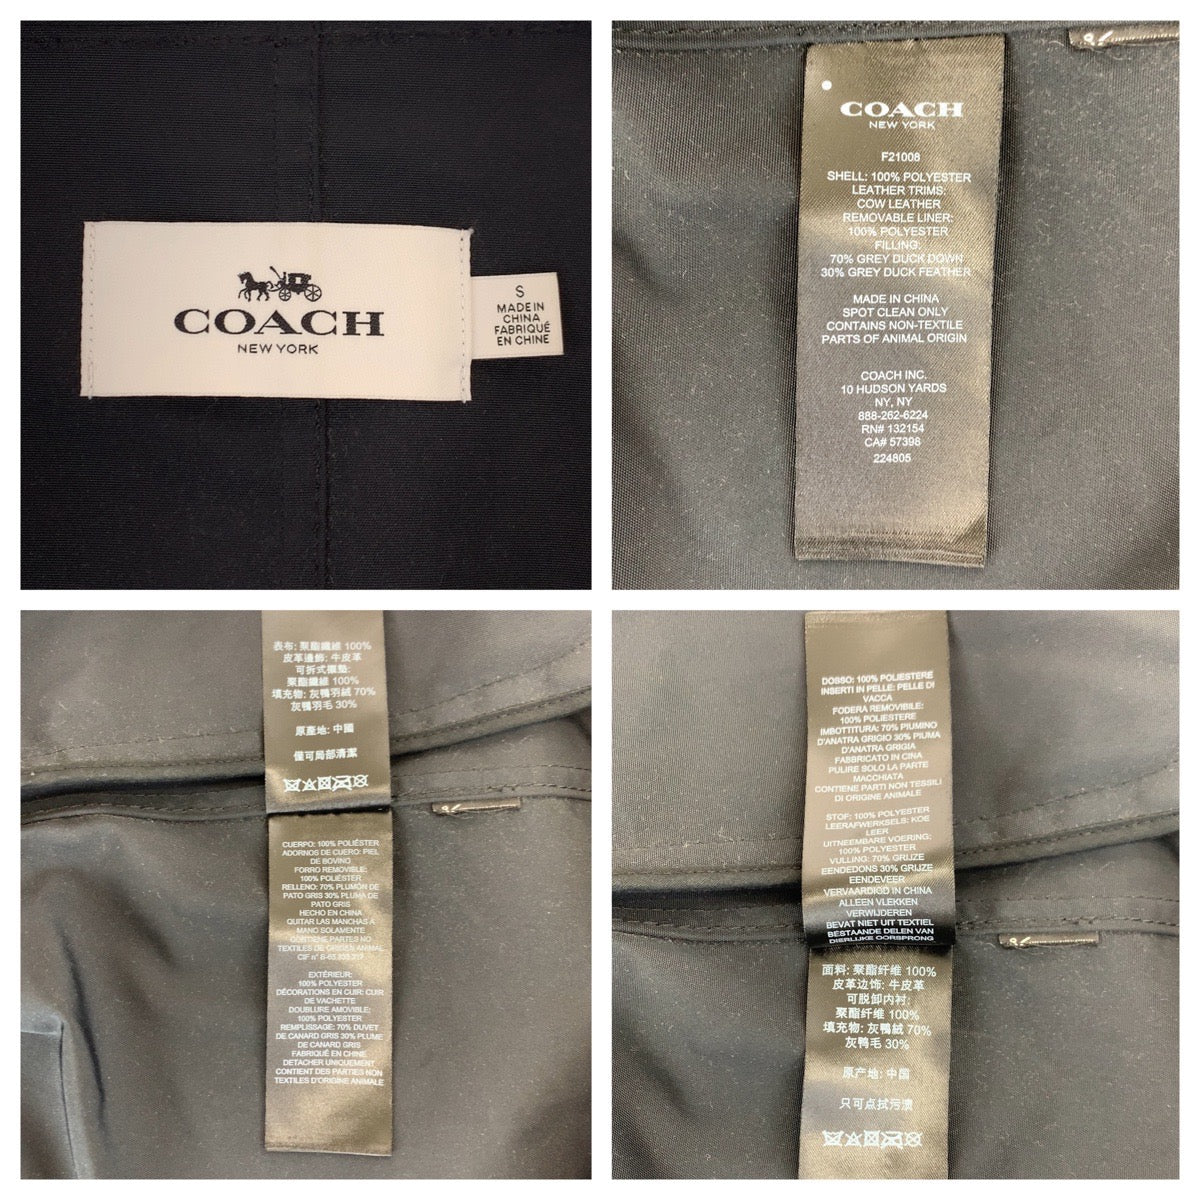 COACH
NEW YORK
S
MADE IN
CHINA
FABRIQUÉ
EN CHINE
COACH
NEW YORK
F21008
SHELL: 100% POLYESTER
LEATHER TRIMS:
COW LEATHER
REMOVABLE LINER:
100% POLYESTER
FILLING:
70% GREY DUCK DOWN
30% GREY DUCK FEATHER
MADE IN CHINA
SPOT CLEAN ONLY
CONTAINS NON-TEXTILE
PARTS OF ANIMAL ORIGIN
COACH INC.
10 HUDSON YARDS
NY, NY
888-262-6224
RN# 132154
CA# 57398
224805
表布: 聚酯纖維 100%
皮革邊飾: 牛皮革
可折式襯墊:
聚酯纖維 100%
填充物: 灰鴨羽絨 70%
灰鴨羽毛 30%
原產地: 中國
僅可局部清潔
CUERPO: 100% POLIÉSTER
ADORNOS DE CUERO: PIEL
DE BOVINO
FORRO REMOVIBLE:
100% POLIÉSTER
RELLENO: 70% PLUMÓN DE
PATO GRIS 30% PLUMA DE
PATO GRIS
HECHO EN CHINA
QUITAR LAS MANCHAS A
MANO SOLAMENTE
CONTIENE PARTES NO
TEXTILES DE ORIGEN ANIMAL
CIF n°
EXTÉRIEUR:
100% POLYESTER
DÉCORATIONS EN CUIR: CUIR
DE VACHETTE
DOUBLURE AMOVIBLE:
100% POLYESTER
REMPLISSAGE: 70% DUVET
DE CANARD GRIS 30% PLUME
DE CANARD GRIS
FABRIQUÉ EN CHINE
DETACHER UNIQUEMENT
CONTIENT DES PARTIES NON
TEXTILES D'ORIGINE ANIMALE
DOSSO: 100% POLIESTERE
INSERTI IN PELLE: PELLE DI
VACCA
FODERA REMOVIBILE:
100% POLIESTERE
IMBOTTITURA: 70% PIUMINO
D'ANATRA GRIGIO 30% PIUMA
D'ANATRA GRIGIA
FABBRICATO IN CINA
PULIRE SOLO LA PARTE
MACCHIATA
CONTIENE PARTI NON TESSILI
DI ORIGINE ANIMALE
STOF: 100% POLYESTER
LEERAFWERKSELS: KOE
LEER
UITNEEMBARE VOERING:
100% POLYESTER
VULLING: 70% GRIJZE
EENDEDONS 30% GRIJZE
EENDEVEER
VERVAARDIGD IN CHINA
ALLEEN VLEKKEN
VERWIJDEREN
BEVAT NIET UIT TEXTIEL
BESTAANDE DELEN VAN
DIERLIJKE OORSPRONG
面料: 聚酯纤维 100%
皮革边饰: 牛皮革
可脱卸内衬:
聚酯纤维 100%
填充物: 灰鸭绒 70%
灰鸭毛 30%
原产地: 中国
只可点拭污渍